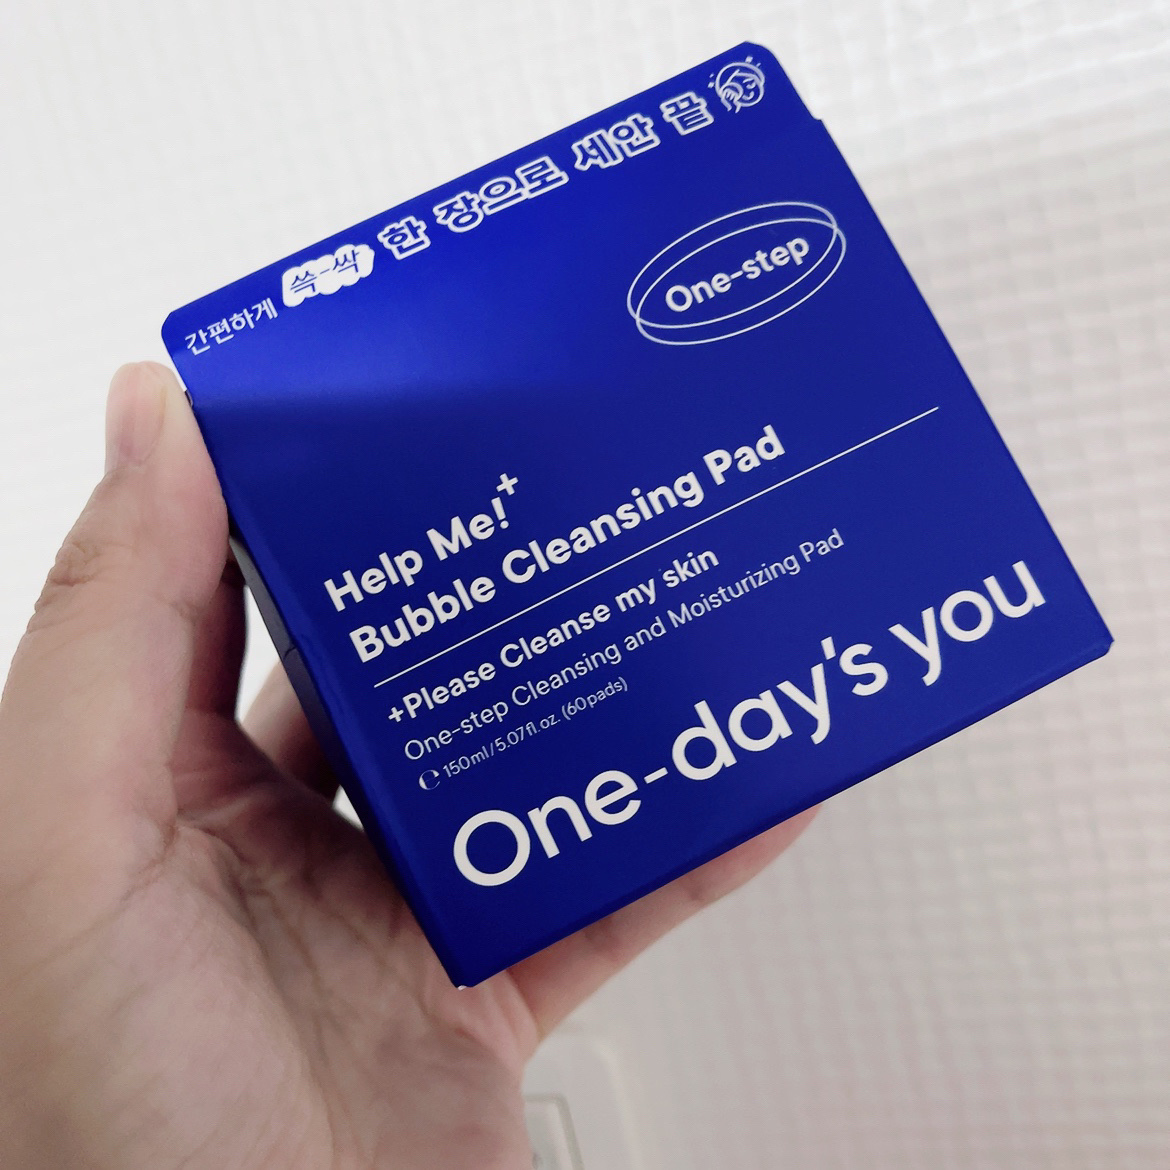 간편하게 쓱-싹 한 장으로 세안 끝
One-step
Help Me!+
Bubble Cleansing Pad
+Please Cleanse my skin
One-step Cleansing and Moisturizing Pad
℮ 150ml/5.07fl.oz. (60pads)
One-day's you